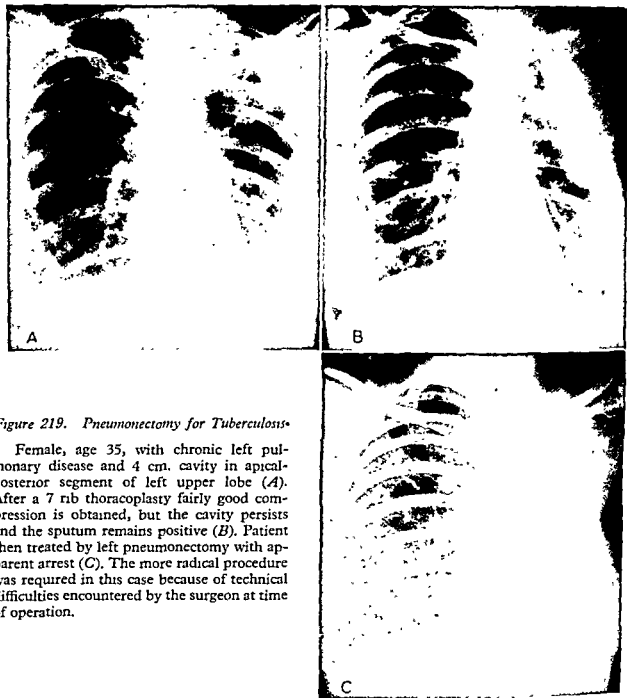 A
B
Figure 219. Pneumonectomy for Tuberculosis.
Female, age 35, with chronic left pul-
monary disease and 4 cm. cavity in apical-
posterior segment of left upper lobe (A).
After a 7 rib thoracoplasty fairly good com-
pression is obtained, but the cavity persists
and the sputum remains positive (B). Patient
then treated by left pneumonectomy with ap-
parent arrest (C). The more radical procedure
was required in this case because of technical
difficulties encountered by the surgeon at time
of operation.
C